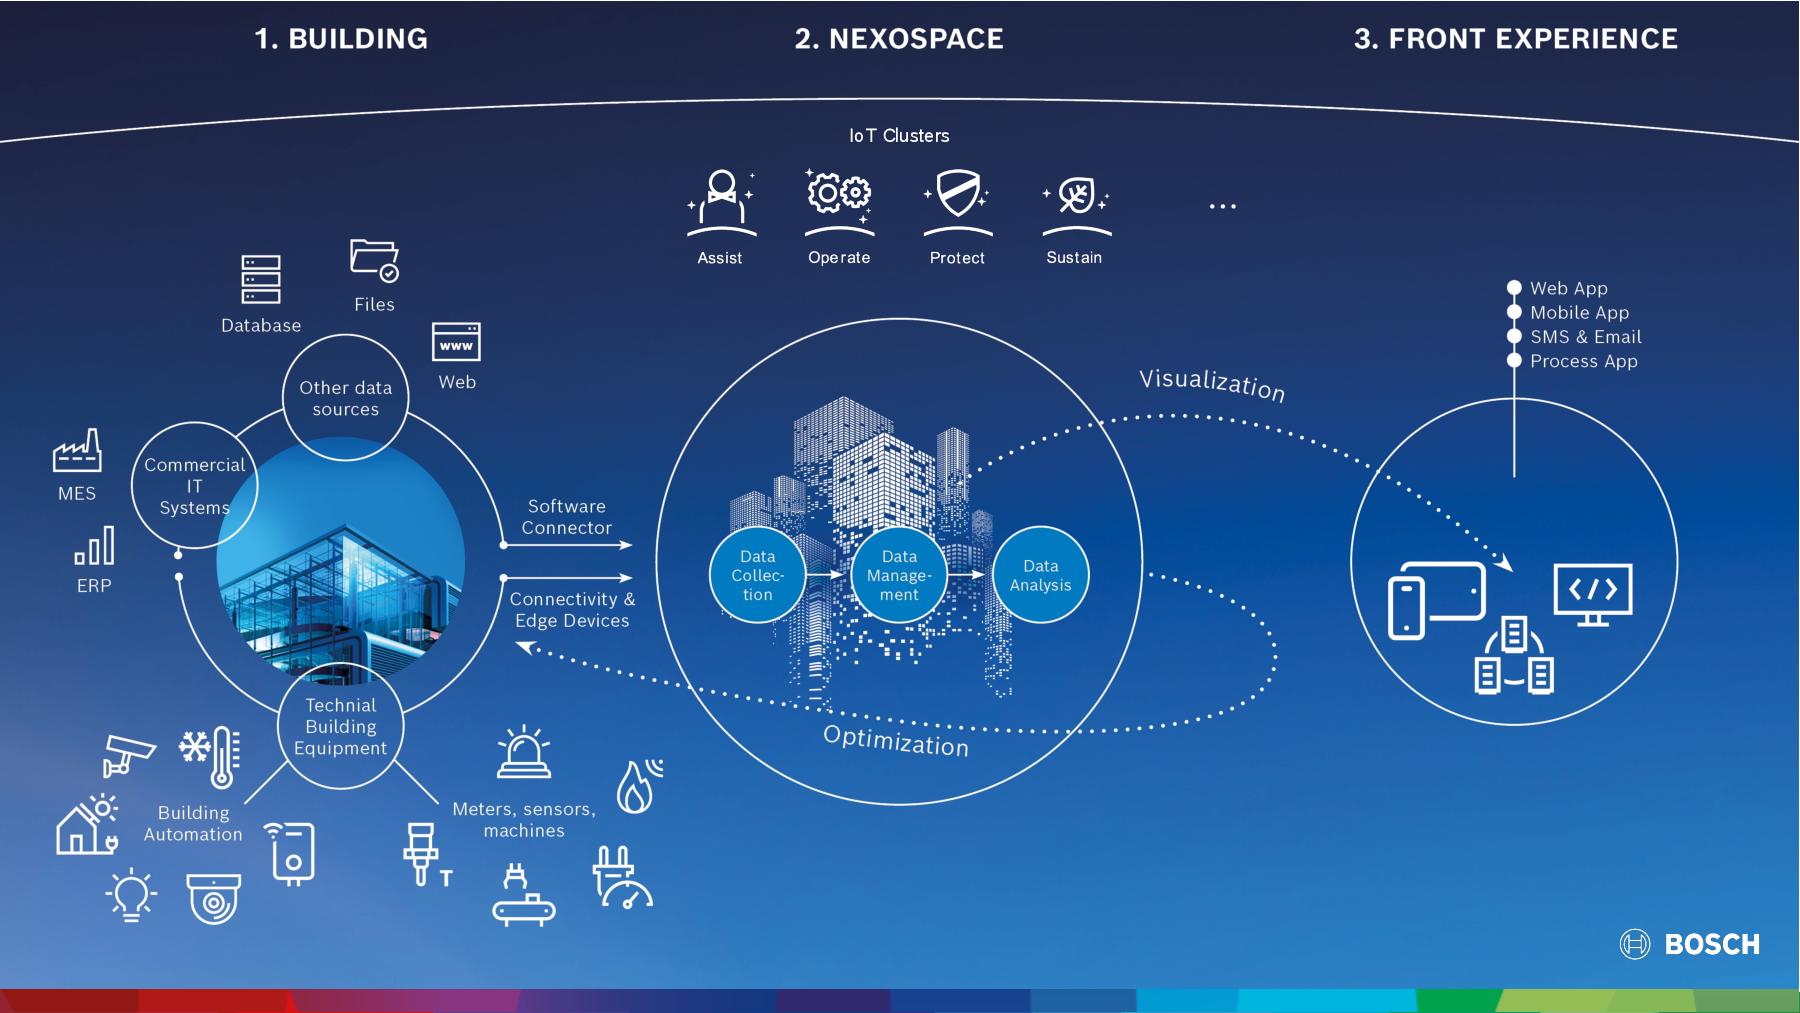 1. BUILDING
2. NEXOSPACE
3. FRONT EXPERIENCE
IoT Clusters
Assist
Operate
Protect
Sustain
...
Database
Files
www
Web
Other data
sources
Commercial
IT
Systems
MES
ERP
Software
Connector
Connectivity &
Edge Devices
Technial
Building
Equipment
Building
Automation
Meters, sensors,
machines
T
Data
Collec-
tion
Data
Manage-
ment
Data
Analysis
Visualization
Optimization
Web App
Mobile App
SMS & Email
Process App
</>
BOSCH